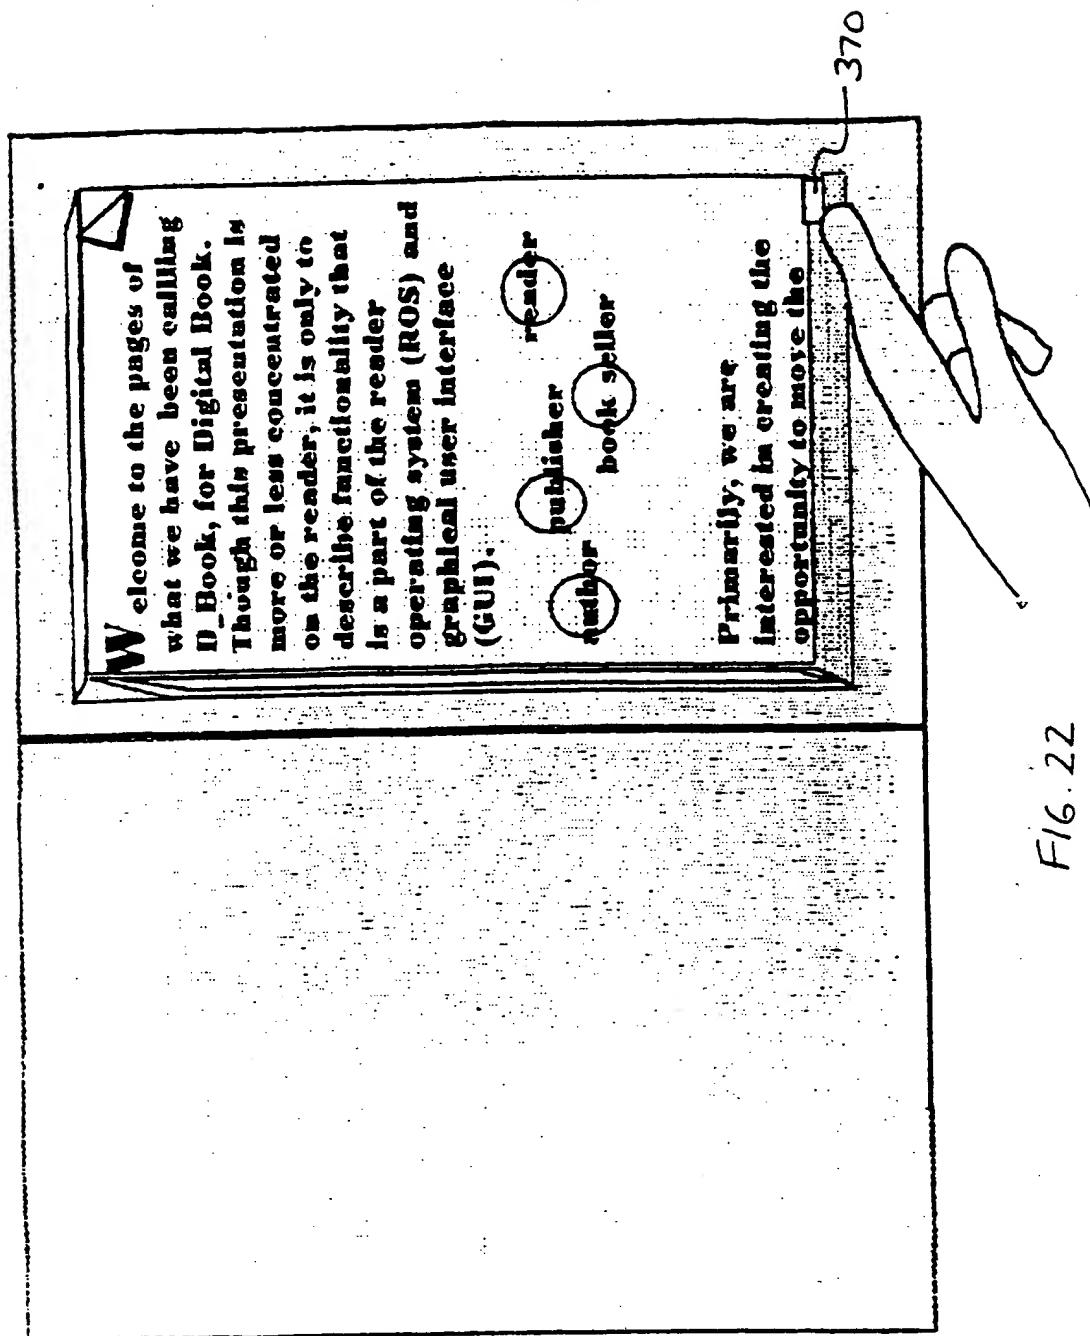 Welcome to the pages of
what we have been callling
D_Book, for Digital Book.
Though this presentation is
more or less concentrated
on the reader, it is only to
describe functionality that
is a part of the reader
operating system (ROS) and
graphical user interface
(GUI).
reader
publisher
author
book seller
Primarily, we are
interested in creating the
opportunity to move the
370
FIG. 22